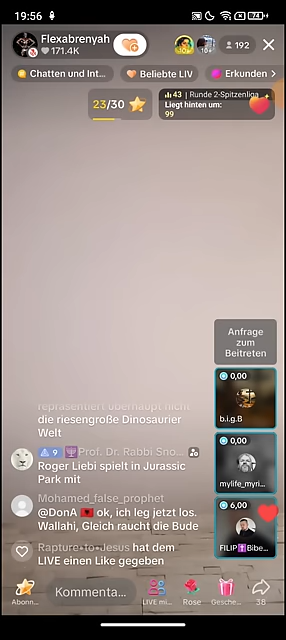 19:56
74
Flexabrenyah
171.4K
192
Chatten und Int...
Beliebte LIV
Erkunden >
23/30
43 | Runde 2-Spitzenliga
Liegt hinten um:
99
Anfrage
zum
Beitreten
0,00
b.i.g.B
0,00
mylife_myri...
6,00
FILIP✝️Bibe...
repräsentiert überhaupt nicht
die riesengroße Dinosaurier
Welt
9 Prof. Dr. Rabbi Sno...
Roger Liebi spielt in Jurassic
Park mit
Mohamed_false_prophet
@DonA 🇦🇱 ok, ich leg jetzt los.
Wallahi, Gleich raucht die Bude
Rapture-to-Jesus hat dem
LIVE einen Like gegeben
Abonn...
Kommenta...
LIVE mi...
Rose
Gesche...
38